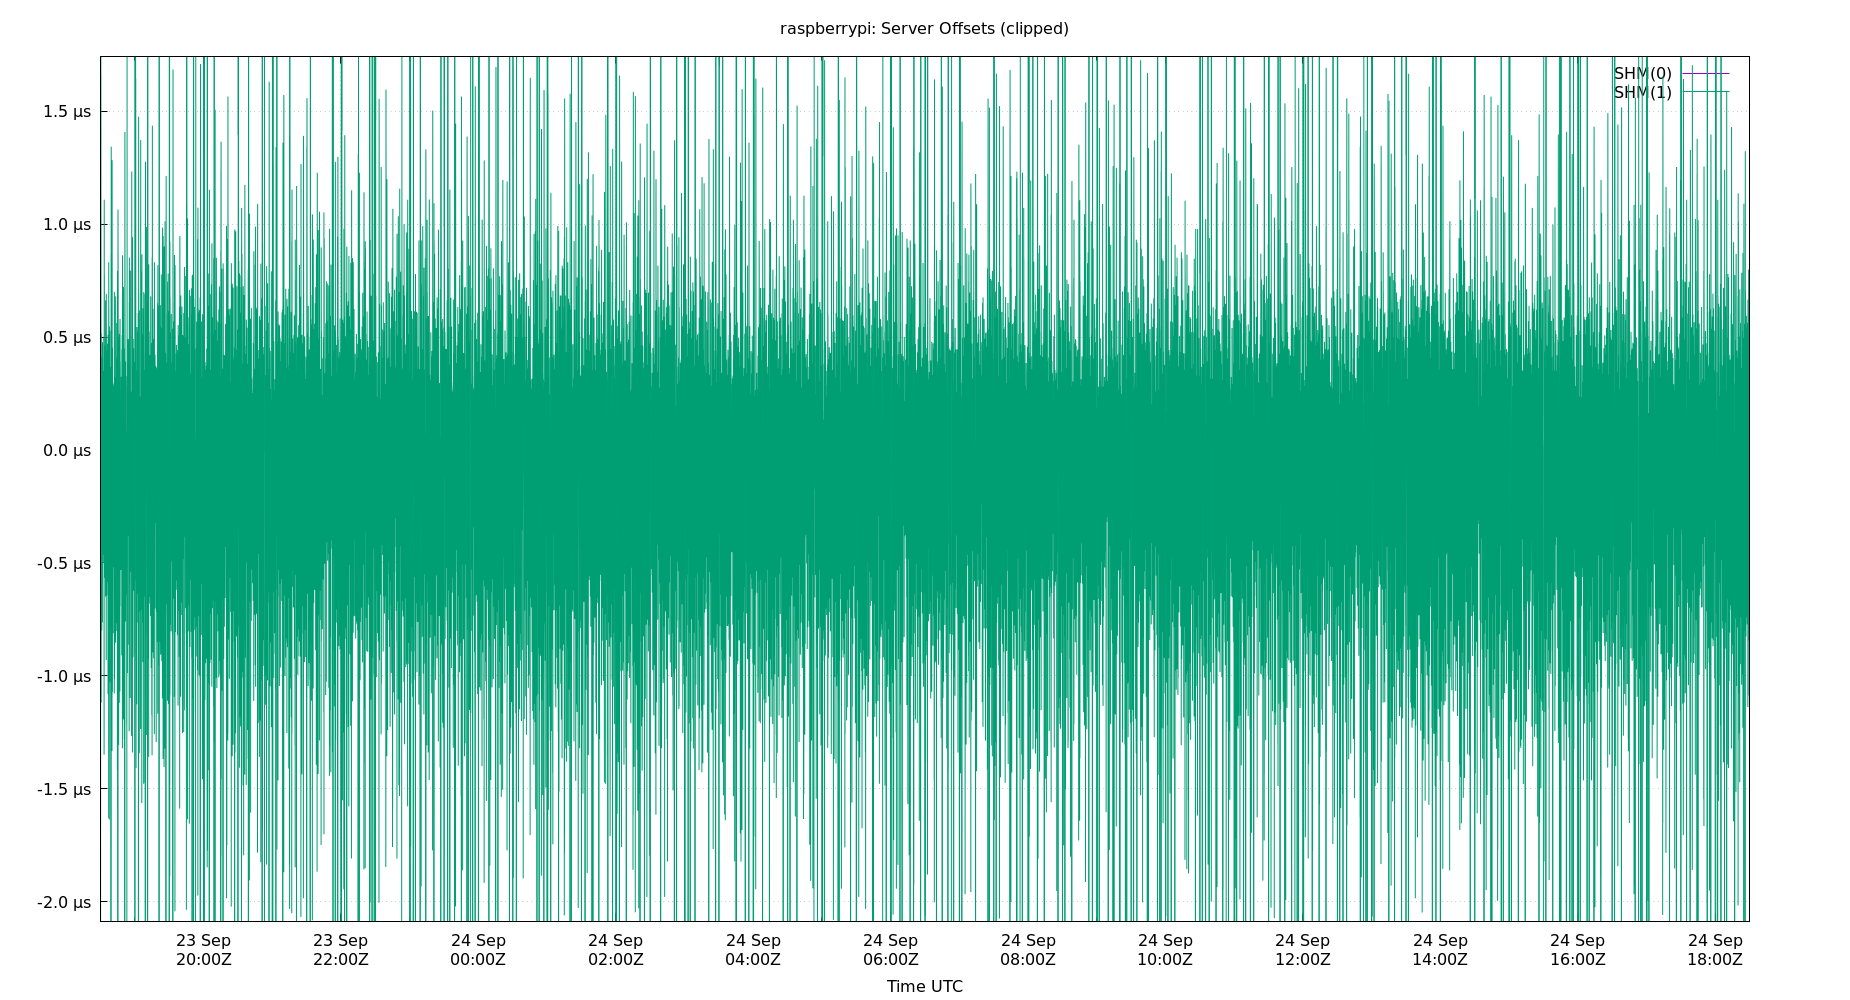 raspberrypi: Server Offsets (clipped)
SHM(0)
SHM(1)
1.5 µs
1.0 µs
0.5 µs
0.0 µs
-0.5 µs
-1.0 µs
-1.5 µs
-2.0 µs
23 Sep 23 Sep 24 Sep 24 Sep 24 Sep 24 Sep 24 Sep 24 Sep 24 Sep 24 Sep 24 Sep 24 Sep
20:00Z 22:00Z 00:00Z 02:00Z 04:00Z 06:00Z 08:00Z 10:00Z 12:00Z 14:00Z 16:00Z 18:00Z
Time UTC